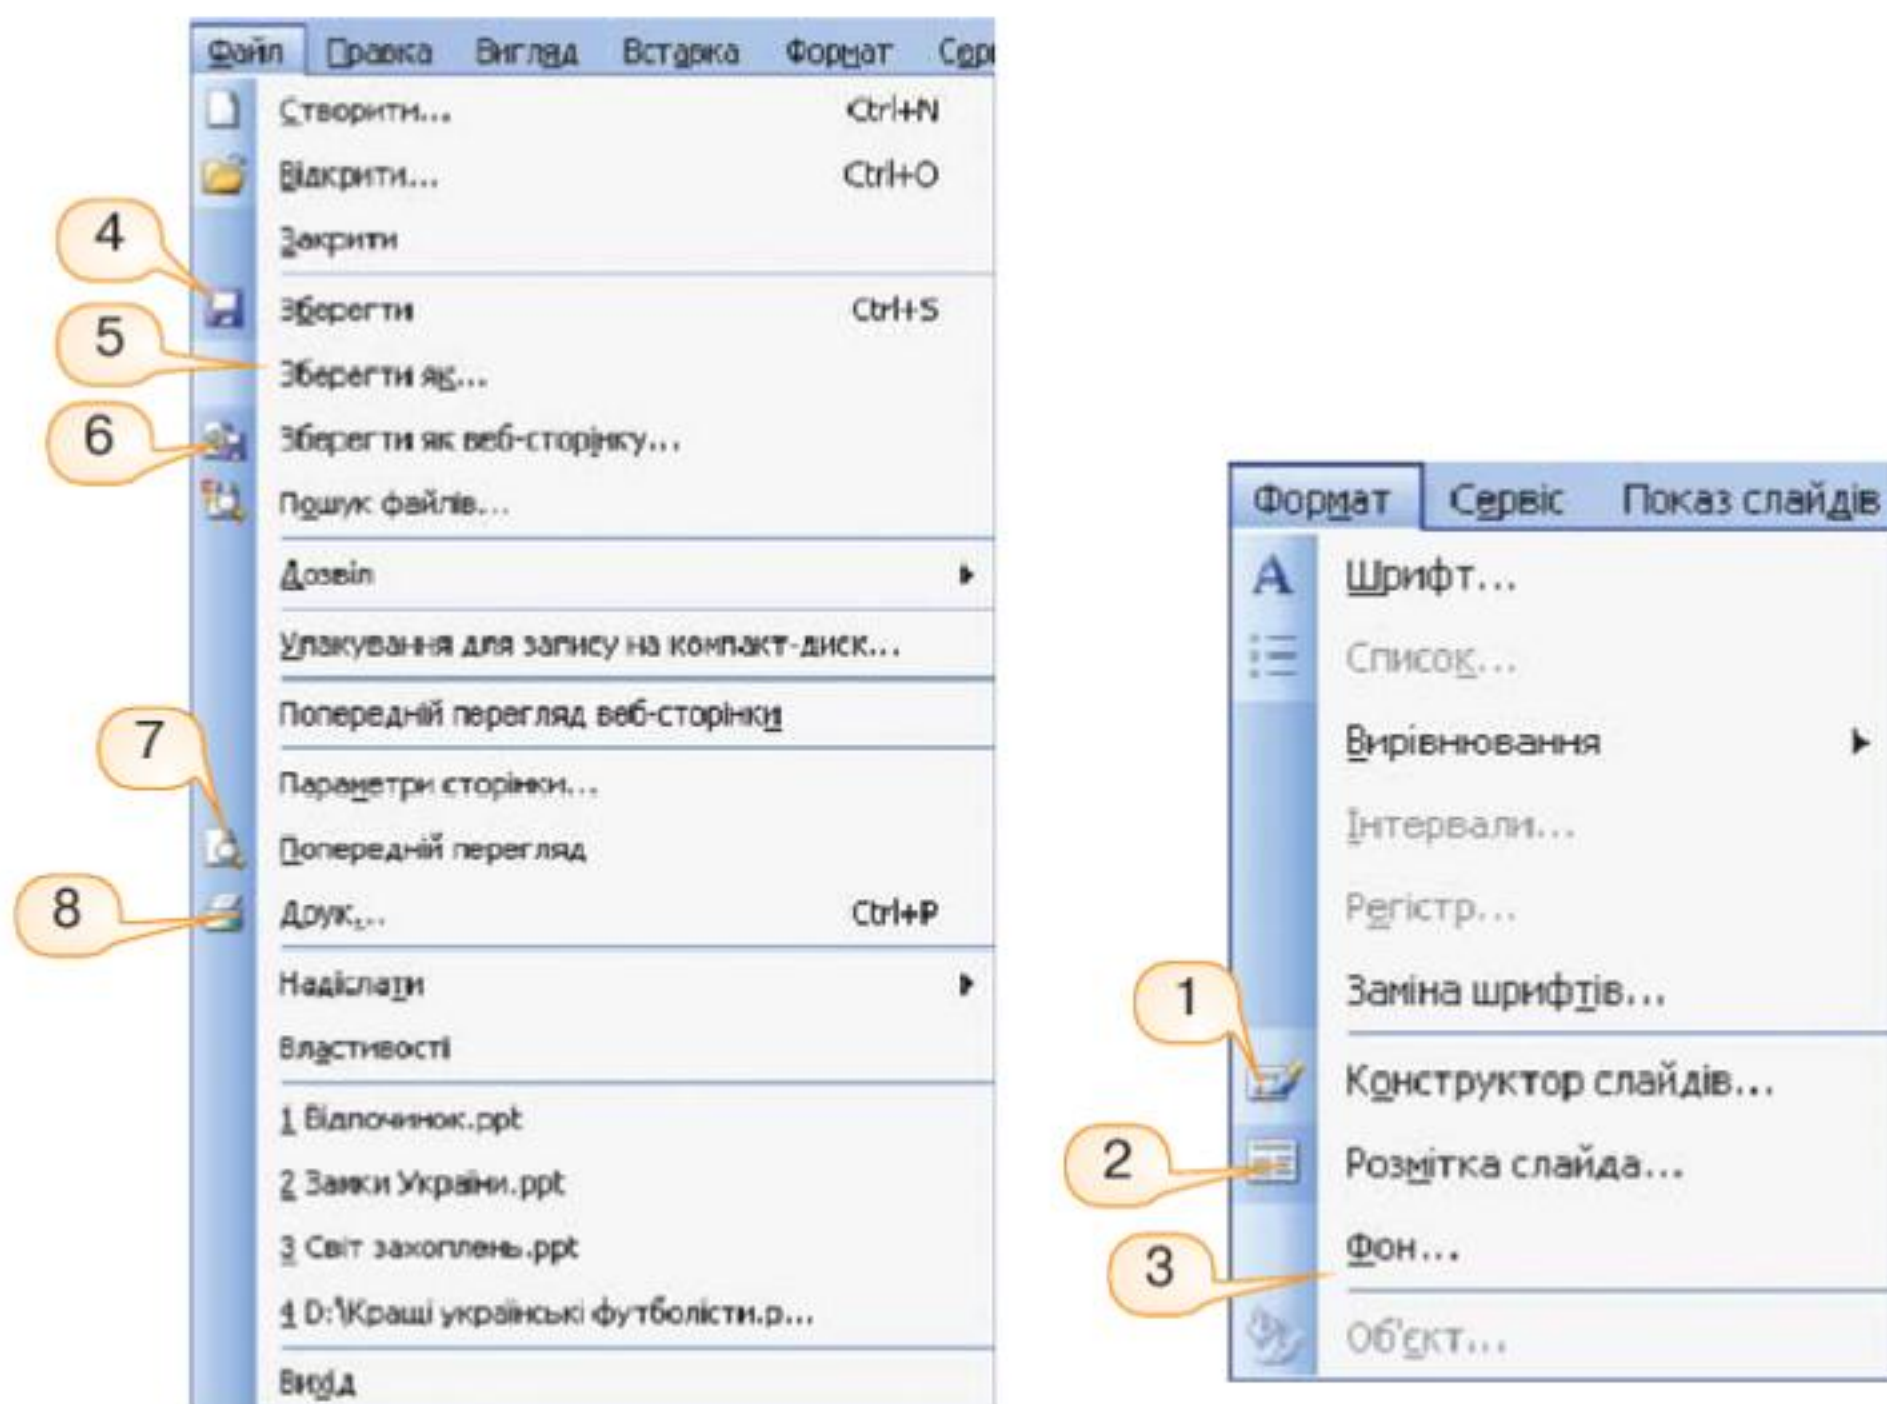 Файл Правка Вигляд Вставка Формат
Створити... Ctrl+N
Відкрити... Ctrl+O
Закрити
4
Зберегти Ctrl+S
5
Зберегти як...
6
Зберегти як веб-сторінку...
Пошук файлів...
Дозвіл
Упакування для запису на компакт-диск...
Попередній перегляд веб-сторінки
7
Параметри сторінки...
Попередній перегляд
8
Друк... Ctrl+P
Надіслати
Властивості
1 Відпочинок.ppt
2 Замки України.ppt
3 Світ захоплень.ppt
4 D:\Кращі українські футболісти.p...
Вихід
Формат Сервіс Показ слайдів
Шрифт...
Список...
Вирівнювання
Інтервали...
Регістр...
Заміна шрифтів...
1
Конструктор слайдів...
2
Розмітка слайда...
3
Фон...
Об'єкт...